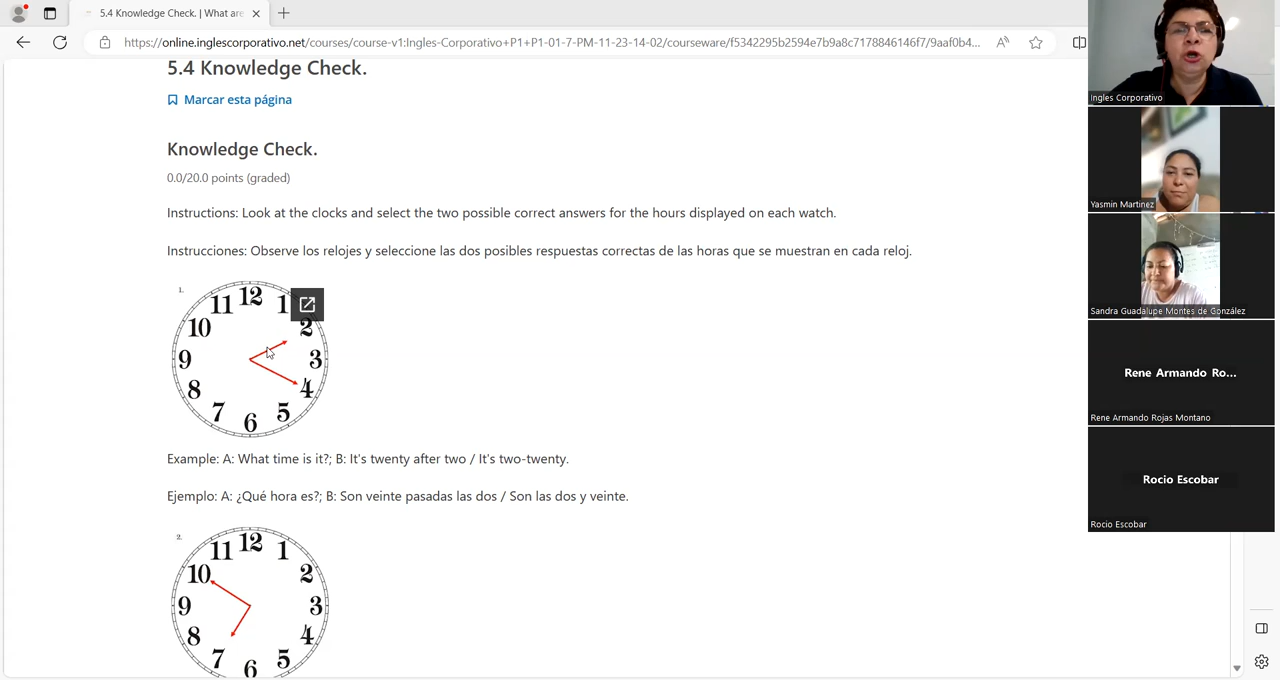 5.4 Knowledge Check. | What are
https://online.inglescorporativo.net/courses/course-v1:Ingles-Corporativo+P1+P1-01-7-PM-11-23-14-02/courseware/f5342295b2594e7b9a8c7178846146f7/9aaf0b4...
5.4 Knowledge Check.
Marcar esta página
Knowledge Check.
0.0/20.0 points (graded)
Instructions: Look at the clocks and select the two possible correct answers for the hours displayed on each watch.
Instrucciones: Observe los relojes y seleccione las dos posibles respuestas correctas de las horas que se muestran en cada reloj.
1.
12
11 1
10 2
9 3
8 4
7 5
6
Example: A: What time is it?; B: It's twenty after two / It's two-twenty.
Ejemplo: A: ¿Qué hora es?; B: Son veinte pasadas las dos / Son las dos y veinte.
2.
12
11 1
10 2
9 3
8 4
7 5
6
Ingles Corporativo
Yasmin Martinez
Sandra Guadalupe Montes de González
Rene Armando Ro...
Rene Armando Rojas Montano
Rocio Escobar
Rocio Escobar